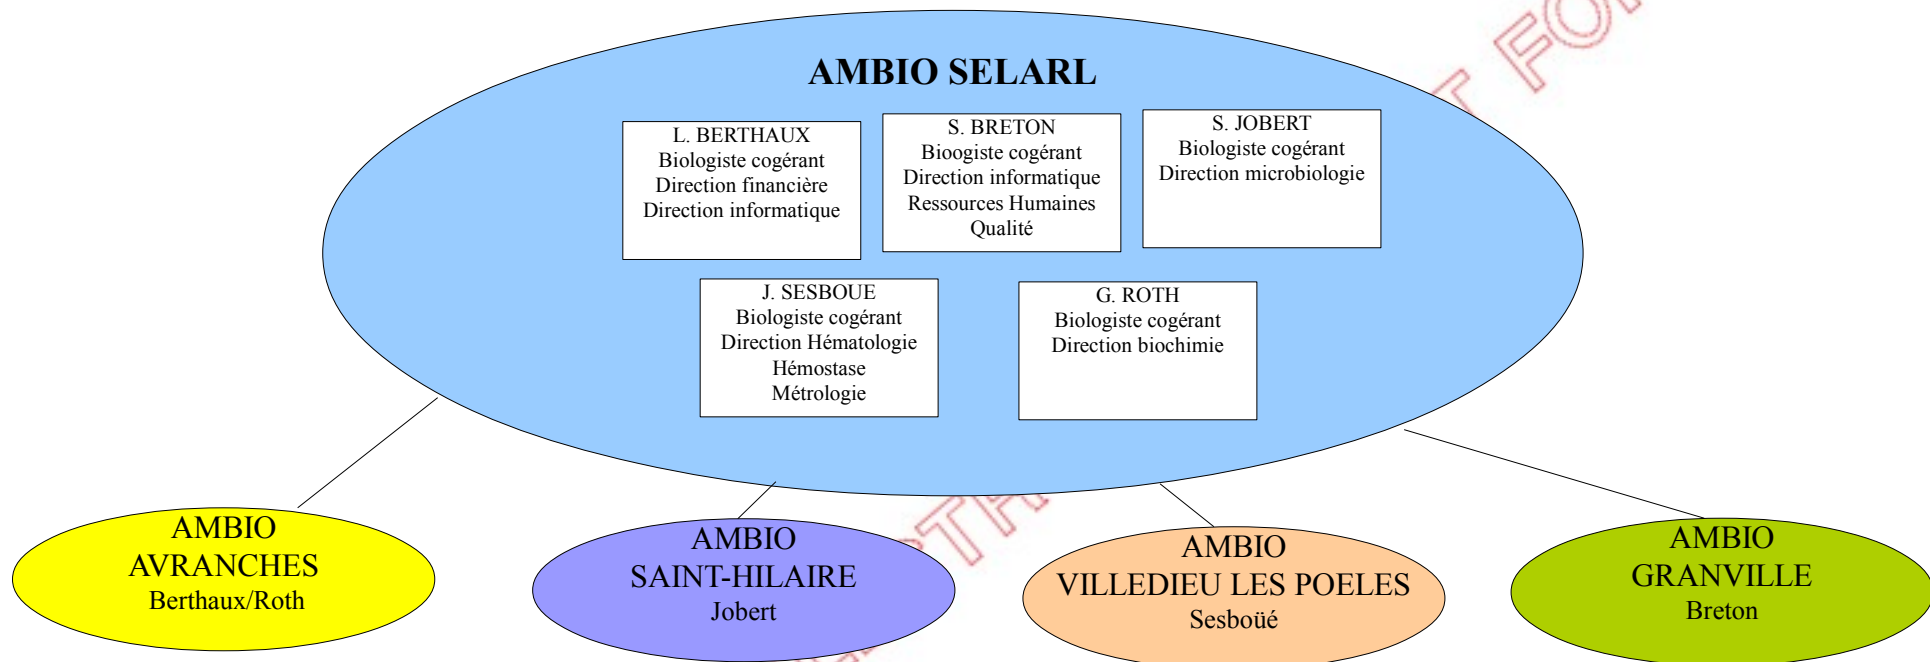 AMBIO SELARL
L. BERTHAUX
Biologiste cogérant
Direction financière
Direction informatique
S. BRETON
Bioogiste cogérant
Direction informatique
Ressources Humaines
Qualité
S. JOBERT
Biologiste cogérant
Direction microbiologie
J. SESBOUE
Biologiste cogérant
Direction Hématologie
Hémostase
Métrologie
G. ROTH
Biologiste cogérant
Direction biochimie
AMBIO
AVRANCHES
Berthaux/Roth
AMBIO
SAINT-HILAIRE
Jobert
AMBIO
VILLEDIEU LES POELES
Sesboüé
AMBIO
GRANVILLE
Breton